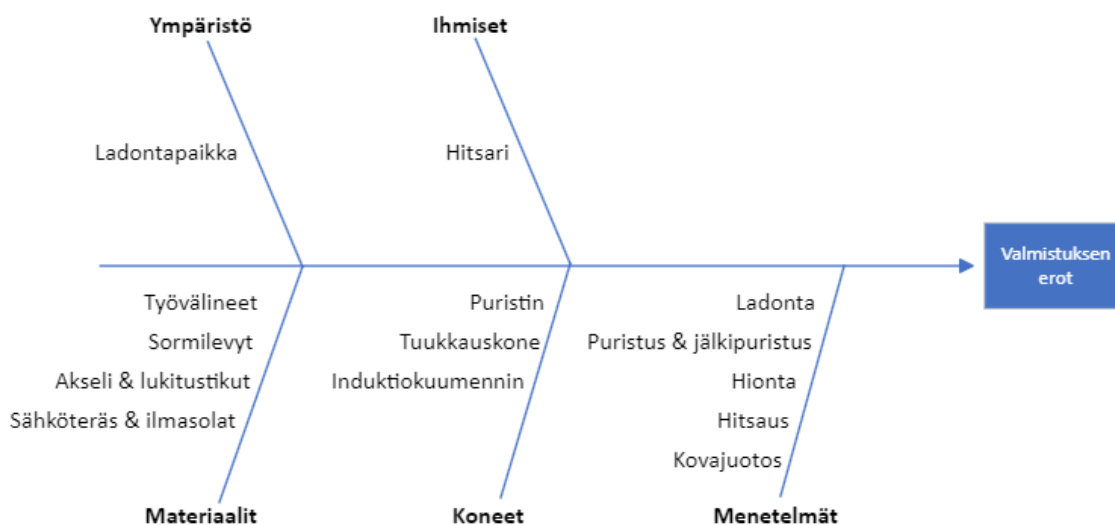 Ympäristö
Ihmiset
Ladontapaikka
Hitsari
Valmistuksen
erot
Työvälineet
Sormilevyt
Akseli & lukitustikut
Sähköteräs & ilmasolat
Puristin
Tuukkauskone
Induktiokuumennin
Ladonta
Puristus & jälkipuristus
Hionta
Hitsaus
Kovajuotos
Materiaalit
Koneet
Menetelmät